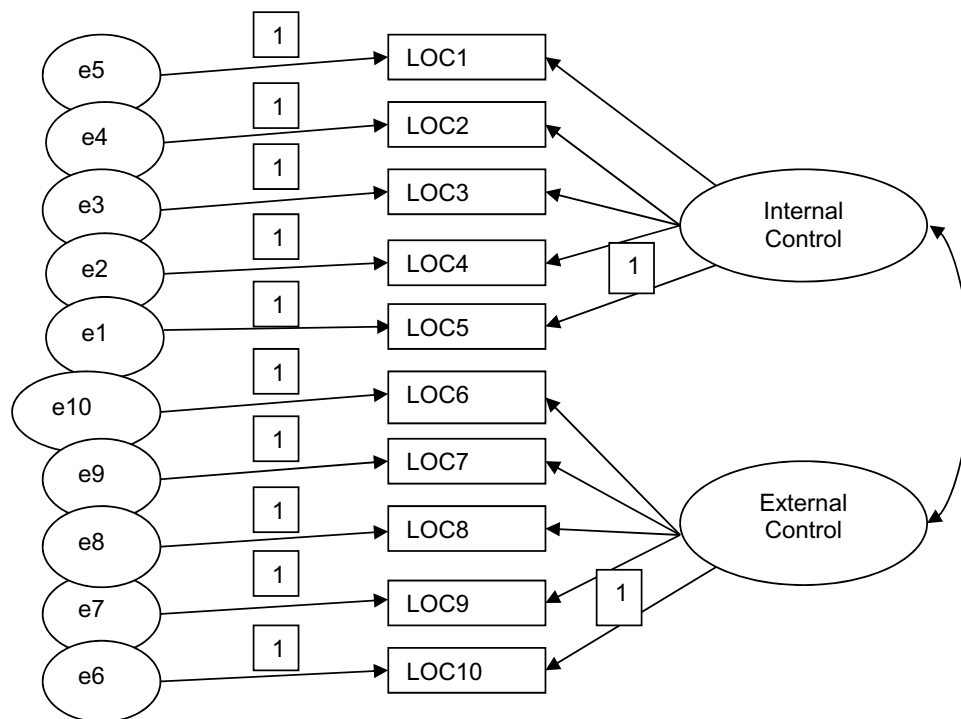 1
e5
LOC1
1
e4
LOC2
1
e3
LOC3
Internal
Control
1
e2
LOC4
1
1
e1
LOC5
1
e10
LOC6
1
e9
LOC7
External
Control
1
e8
LOC8
1
e7
LOC9
1
1
e6
LOC10